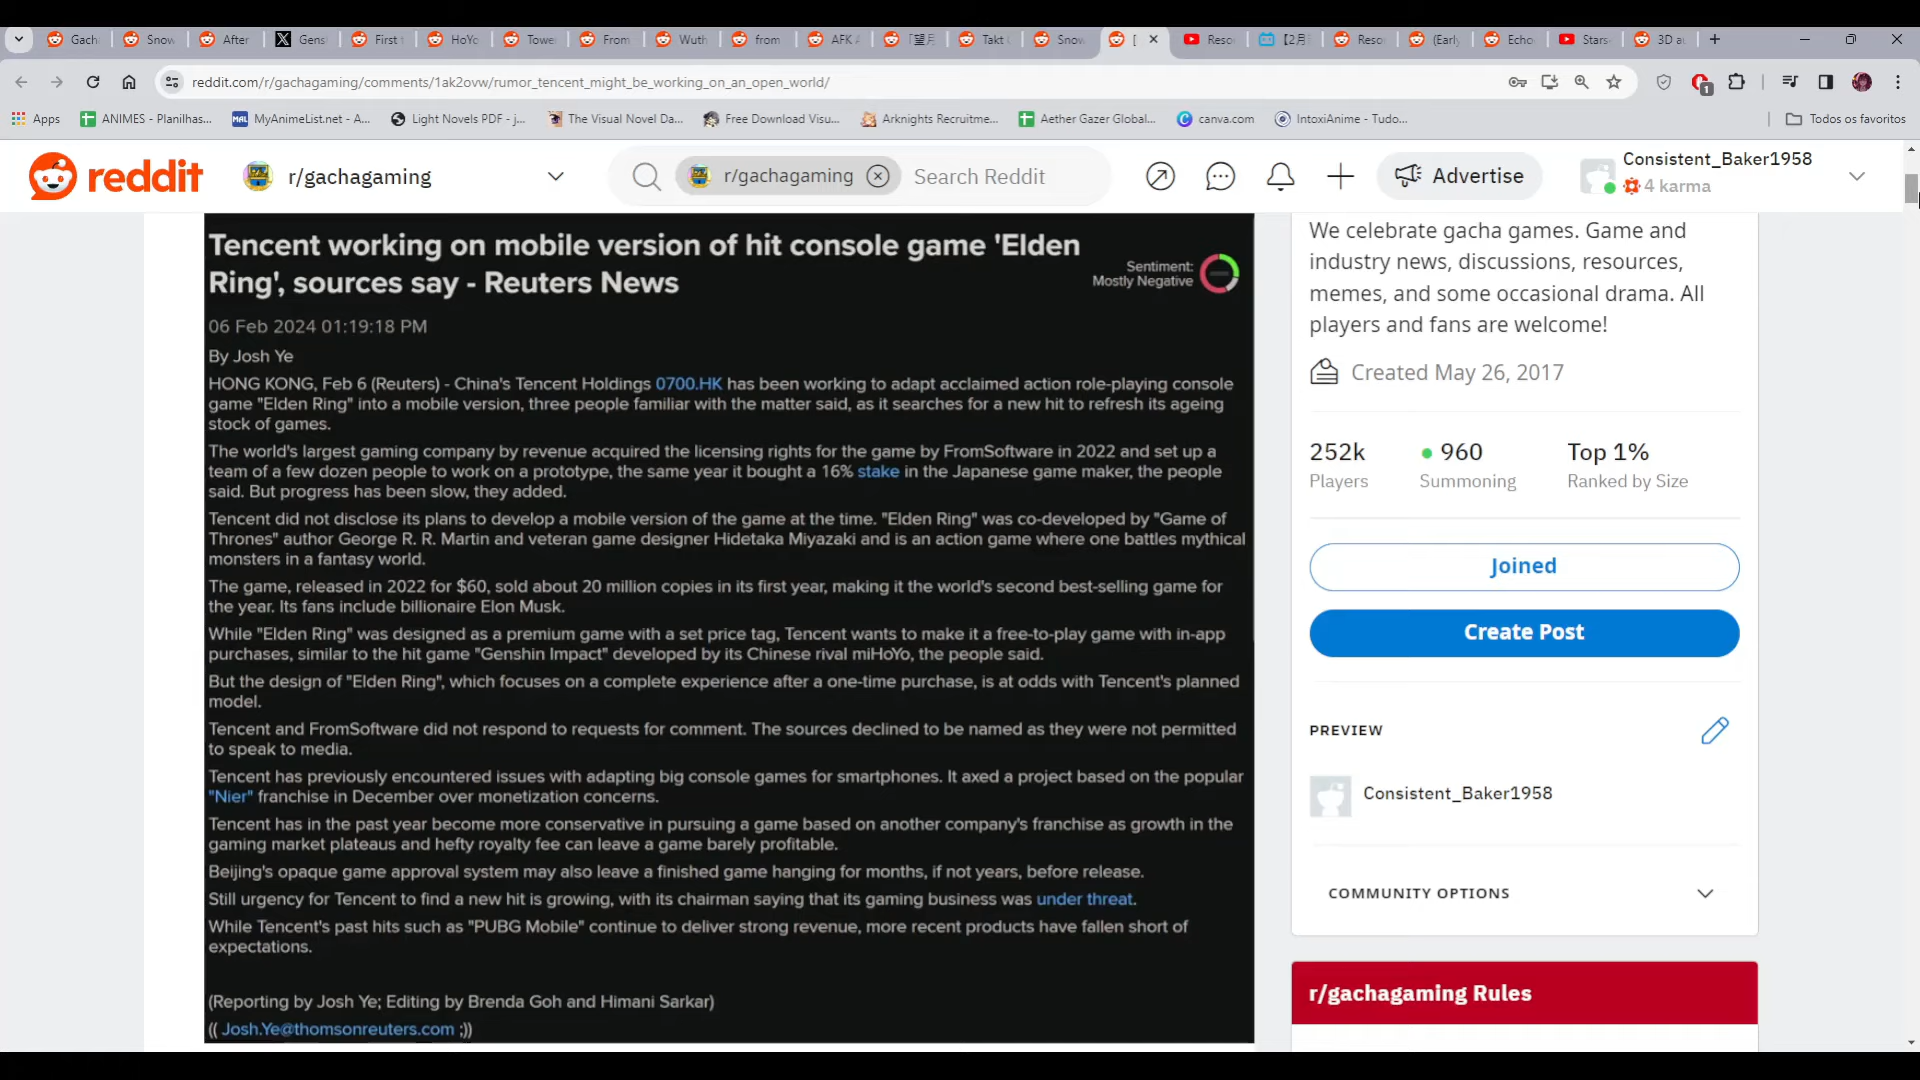 Gach
Snow
After
Gens
First
HoYo
Towe
From
Wuth
from
AFK
「望月
Takt
Snow
[
Reso
【2月
Reso
(Early
Echo
Stars
3D au
reddit.com/r/gachagaming/comments/1ak2ovw/rumor_tencent_might_be_working_on_an_open_world/
1
Apps
ANIMES - Planilhas...
MyAnimeList.net - A...
Light Novels PDF - j...
The Visual Novel Da...
Free Download Visu...
Arknights Recruitme...
Aether Gazer Global...
canva.com
IntoxiAnime - Tudo...
Todos os favoritos
reddit
r/gachagaming
r/gachagaming
Search Reddit
Advertise
Consistent_Baker1958
4 karma
Tencent working on mobile version of hit console game 'Elden
Ring', sources say - Reuters News
Sentiment:
Mostly Negative
06 Feb 2024 01:19:18 PM
By Josh Ye
HONG KONG, Feb 6 (Reuters) - China's Tencent Holdings 0700.HK has been working to adapt acclaimed action role-playing console
game "Elden Ring" into a mobile version, three people familiar with the matter said, as it searches for a new hit to refresh its ageing
stock of games.
The world's largest gaming company by revenue acquired the licensing rights for the game by FromSoftware in 2022 and set up a
team of a few dozen people to work on a prototype, the same year it bought a 16% stake in the Japanese game maker, the people
said. But progress has been slow, they added.
Tencent did not disclose its plans to develop a mobile version of the game at the time. "Elden Ring" was co-developed by "Game of
Thrones" author George R. R. Martin and veteran game designer Hidetaka Miyazaki and is an action game where one battles mythical
monsters in a fantasy world.
The game, released in 2022 for $60, sold about 20 million copies in its first year, making it the world's second best-selling game for
the year. Its fans include billionaire Elon Musk.
While "Elden Ring" was designed as a premium game with a set price tag, Tencent wants to make it a free-to-play game with in-app
purchases, similar to the hit game "Genshin Impact" developed by its Chinese rival miHoYo, the people said.
But the design of "Elden Ring", which focuses on a complete experience after a one-time purchase, is at odds with Tencent's planned
model.
Tencent and FromSoftware did not respond to requests for comment. The sources declined to be named as they were not permitted
to speak to media.
Tencent has previously encountered issues with adapting big console games for smartphones. It axed a project based on the popular
"Nier" franchise in December over monetization concerns.
Tencent has in the past year become more conservative in pursuing a game based on another company's franchise as growth in the
gaming market plateaus and hefty royalty fee can leave a game barely profitable.
Beijing's opaque game approval system may also leave a finished game hanging for months, if not years, before release.
Still urgency for Tencent to find a new hit is growing, with its chairman saying that its gaming business was under threat.
While Tencent's past hits such as "PUBG Mobile" continue to deliver strong revenue, more recent products have fallen short of
expectations.
(Reporting by Josh Ye; Editing by Brenda Goh and Himani Sarkar)
(( Josh.Ye@thomsonreuters.com ;))
We celebrate gacha games. Game and
industry news, discussions, resources,
memes, and some occasional drama. All
players and fans are welcome!
Created May 26, 2017
252k
Players
960
Summoning
Top 1%
Ranked by Size
Joined
Create Post
PREVIEW
Consistent_Baker1958
COMMUNITY OPTIONS
r/gachagaming Rules